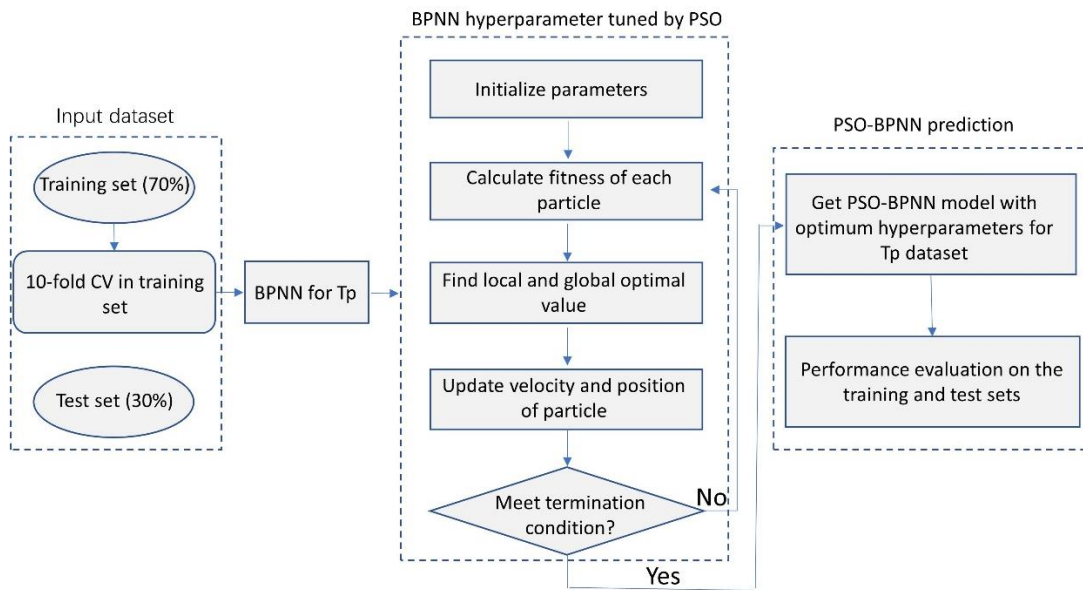 Input dataset
Training set (70%)
10-fold CV in training
set
Test set (30%)
BPNN for Tp
BPNN hyperparameter tuned by PSO
Initialize parameters
Calculate fitness of each
particle
Find local and global optimal
value
Update velocity and position
of particle
Meet termination
condition?
No
Yes
PSO-BPNN prediction
Get PSO-BPNN model with
optimum hyperparameters for
Tp dataset
Performance evaluation on the
training and test sets